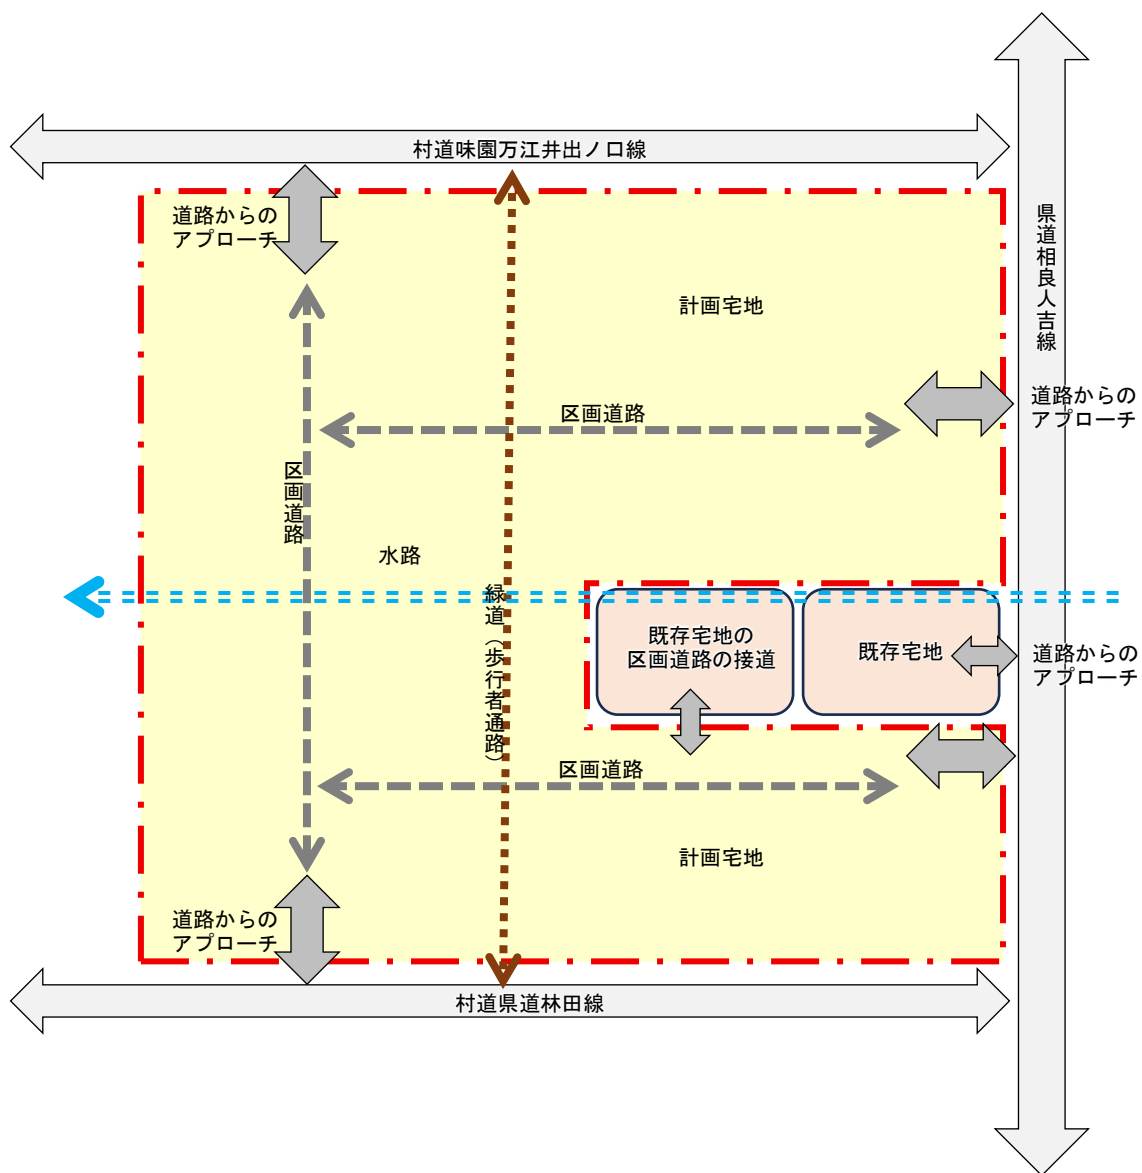 村道味園万江井出ノ口線
道路からの
アプローチ
県道相良人吉線
計画宅地
道路からの
アプローチ
区画道路
区画道路
水路
緑道（歩行者通路）
既存宅地の
区画道路の接道
既存宅地
道路からの
アプローチ
区画道路
計画宅地
道路からの
アプローチ
村道県道林田線